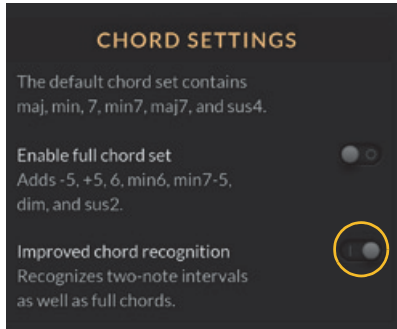 CHORD SETTINGS
The default chord set contains
maj, min, 7, min7, maj7, and sus4.
Enable full chord set
Adds -5, +5, 6, min6, min7-5,
dim, and sus2.
Improved chord recognition
Recognizes two-note intervals
as well as full chords.